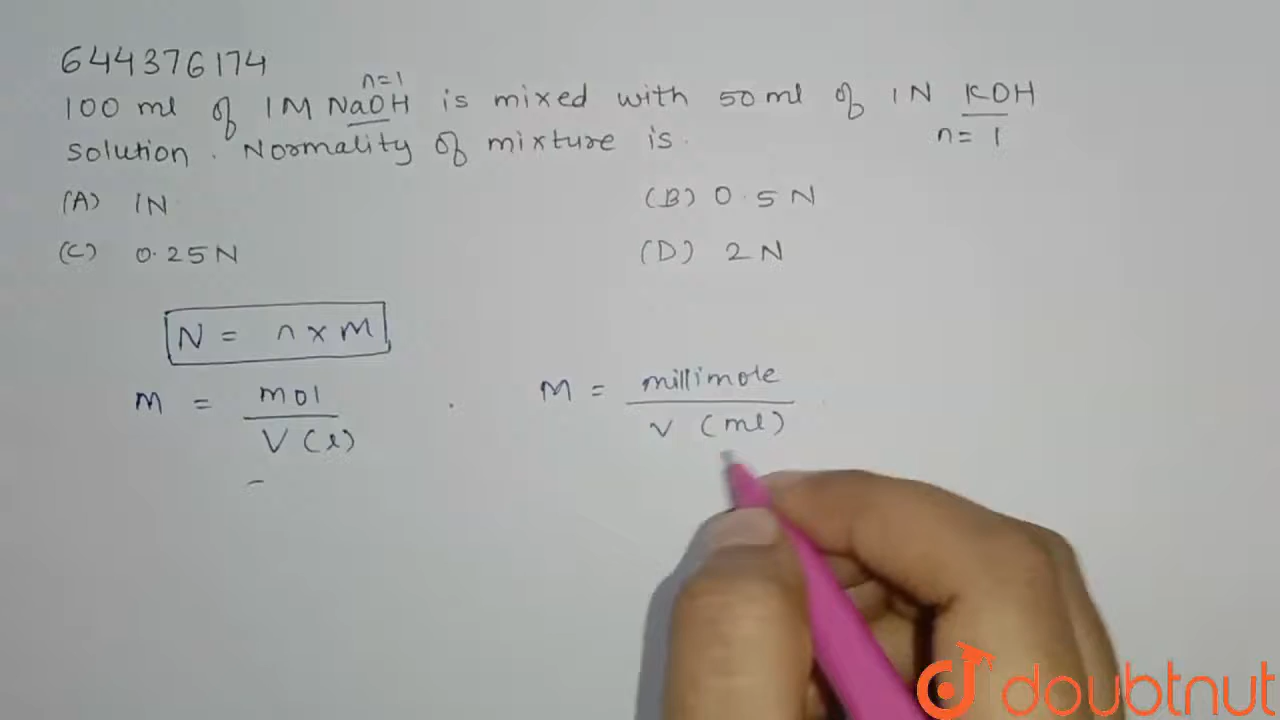 644376174
n=1
100 ml of 1M NaOH is mixed with 50 ml of 1N KOH
n= 1
solution. Normality of mixture is.
(A) 1N
(B) 0.5 N
(C) 0.25N
(D) 2 N
N = n x M
M = mol / V (l)
M = millimole / V (ml)
doubtnut